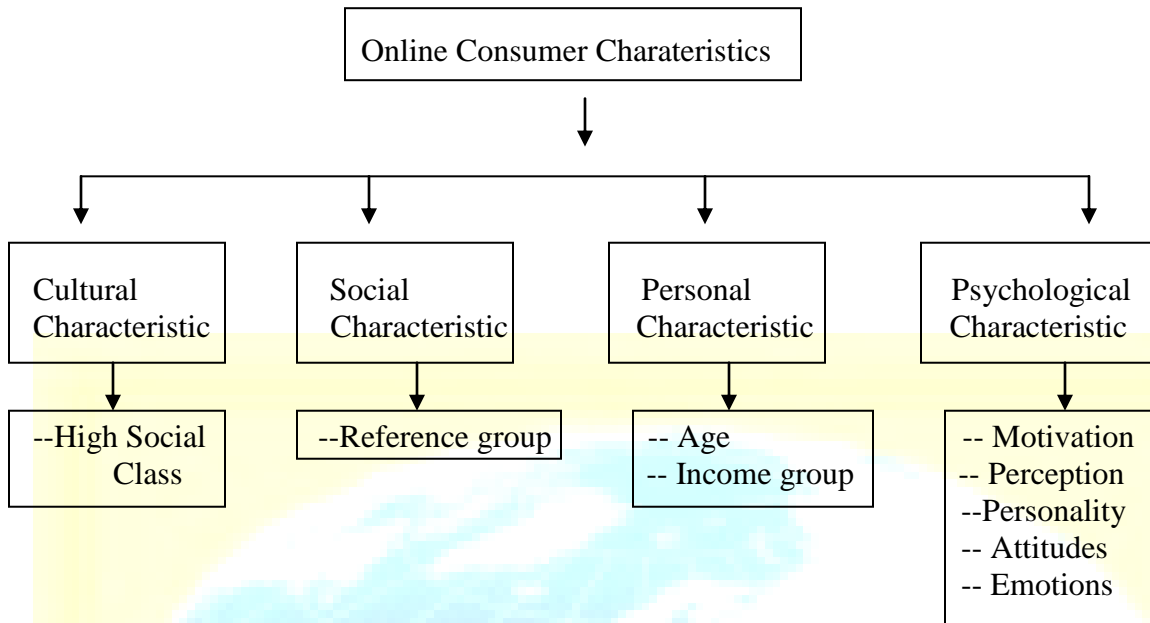 Online Consumer Charateristics
Cultural
Characteristic
Social
Characteristic
Personal
Characteristic
Psychological
Characteristic
--High Social
Class
--Reference group
-- Age
-- Income group
-- Motivation
-- Perception
--Personality
-- Attitudes
-- Emotions